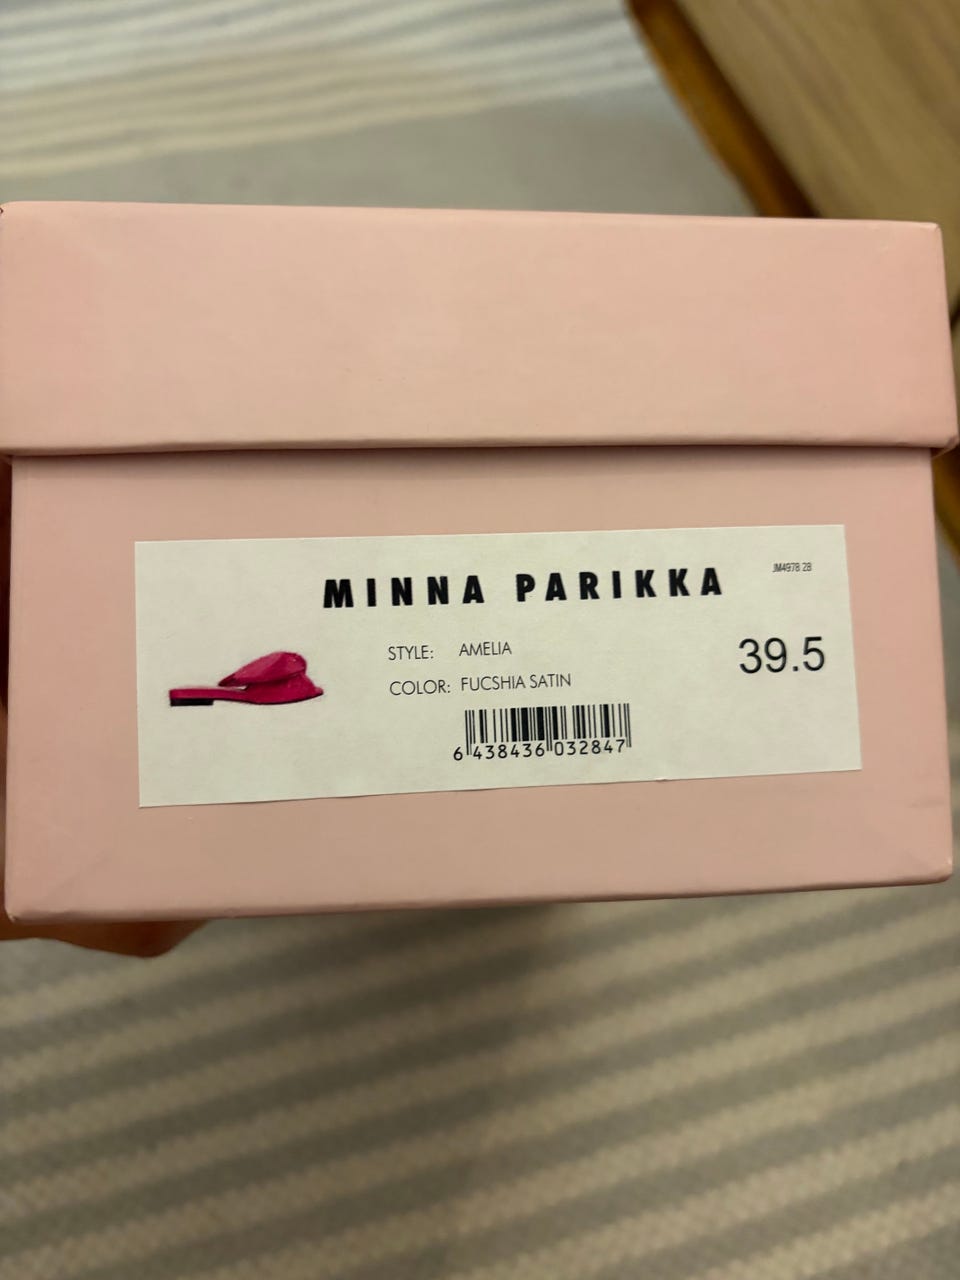 JM4978 28
MINNA PARIKKA
STYLE: AMELIA
39.5
COLOR: FUCSHIA SATIN
6 438436 032847